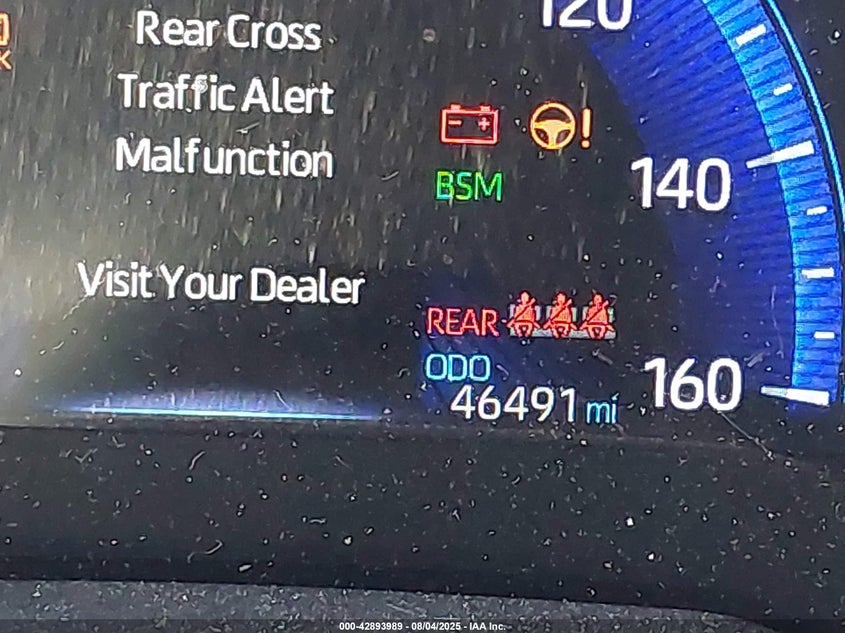 Rear Cross
Traffic Alert
Malfunction
Visit Your Dealer
BSM
REAR
ODO
46491 mi
120
140
160
000-42893989 - 08/04/2025 - IAA Inc.